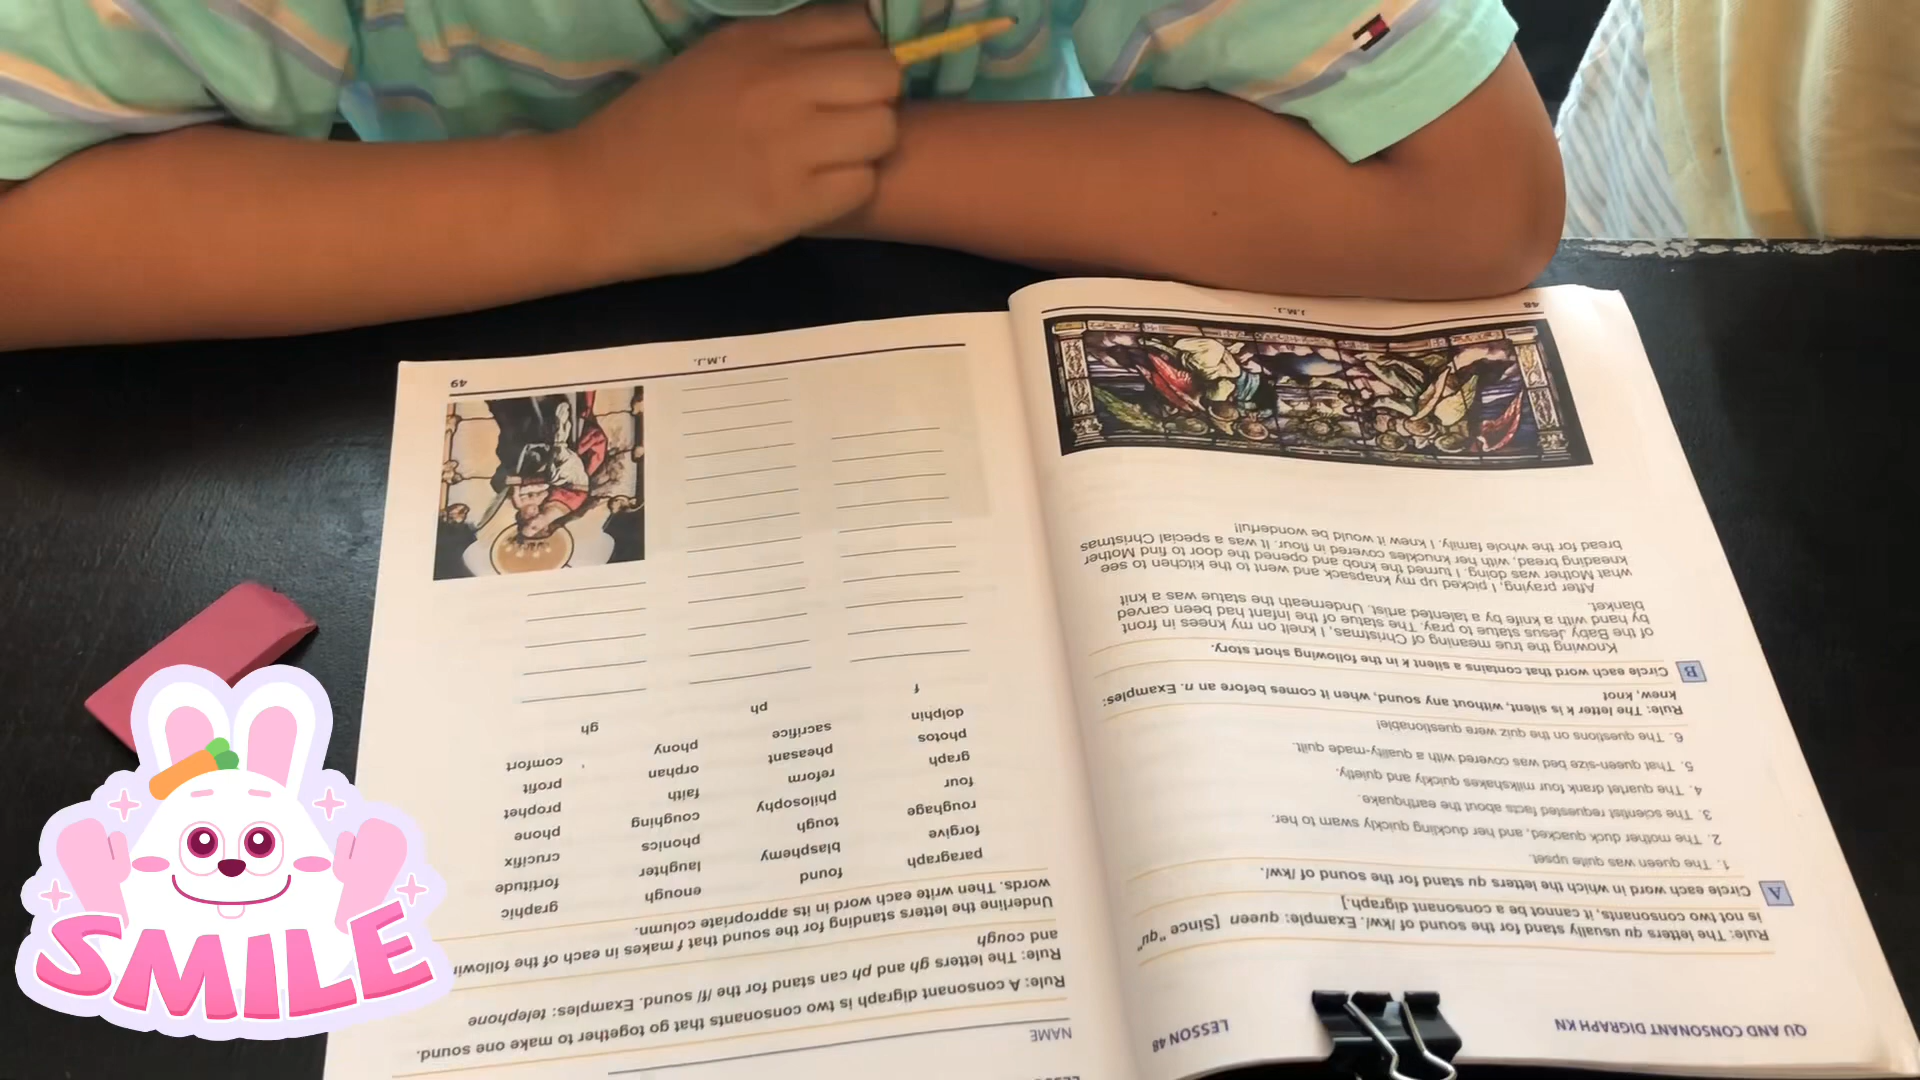 QU AND CONSONANT DIGRAPH KN LESSON 48
Rule: The letters qu usually stand for the sound of /kw/. Example: queen [Since "qu"
is not two consonants, it cannot be a consonant digraph.]
A Circle each word in which the letters qu stand for the sound of /kw/.
1. The queen was quite upset.
2. The mother duck quacked, and her duckling quickly swam to her.
3. The scientist requested facts about the earthquake.
4. The quartet drank four milkshakes quickly and quietly.
5. That queen-size bed was covered with a quality-made quilt.
6. The questions on the quiz were questionable!
Rule: The letter k is silent, without any sound, when it comes before an n. Examples:
knew, knot
B Circle each word that contains a silent k in the following short story.
Knowing the true meaning of Christmas, I knelt on my knees in front
of the Baby Jesus statue to pray. The statue of the Infant had been carved
by hand with a knife by a talented artist. Underneath the statue was a knit
blanket.
After praying, I picked up my knapsack and went to the kitchen to see
what Mother was doing. I turned the knob and opened the door to find Mother
kneading bread, with her knuckles covered in flour. It was a special Christmas
bread for the whole family. I knew it would be wonderful!
48 J.M.J.
NAME
Rule: A consonant digraph is two consonants that go together to make one sound.
Rule: The letters gh and ph can stand for the /f/ sound. Examples: telephone
and cough
Underline the letters standing for the sound that f makes in each of the
words. Then write each word in its appropriate column.
paragraph found enough graphic
forgive blasphemy laughter fortitude
roughage tough phonics crucifix
four philosophy coughing phone
graph reform faith prophet
photos pheasant orphan profit
dolphin sacrifice phony comfort
f ph gh
J.M.J. 49
SMILE